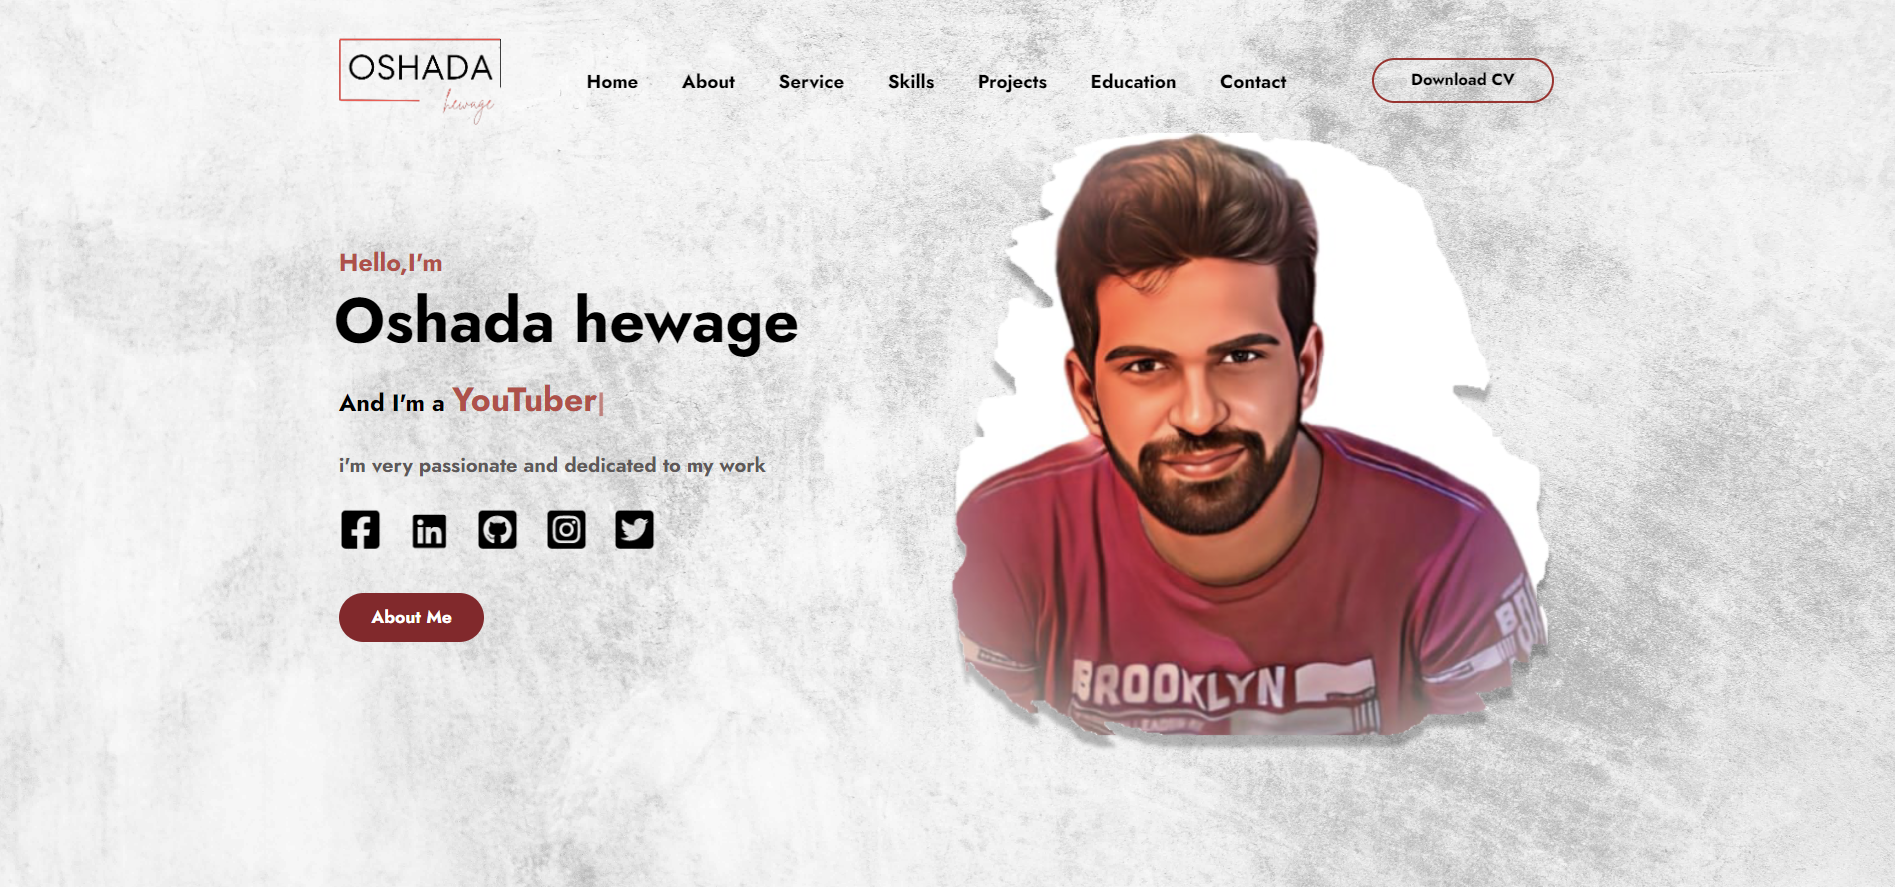 OSHADA
hewage
Home About Service Skills Projects Education Contact
Download CV
Hello,I'm
Oshada hewage
And I'm a YouTuber|
i'm very passionate and dedicated to my work
in
About Me
BROOKLYN